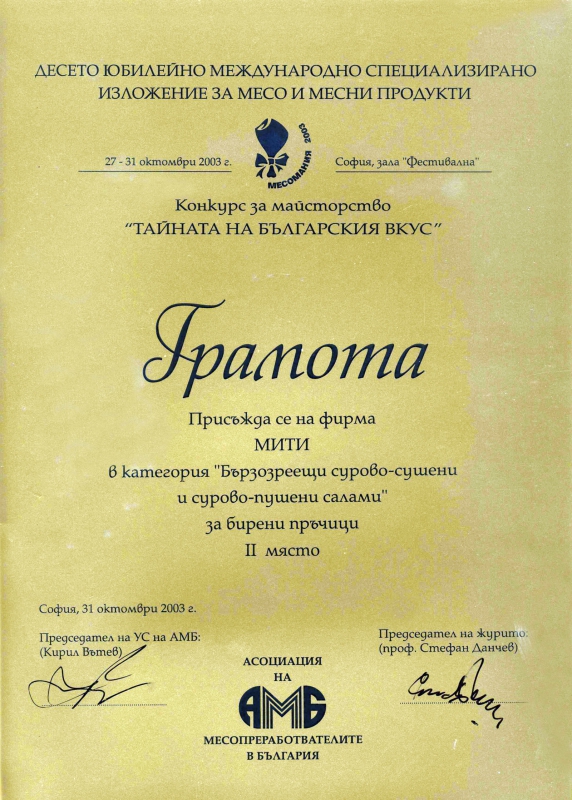 ДЕСЕТО ЮБИЛЕЙНО МЕЖДУНАРОДНО СПЕЦИАЛИЗИРАНО
ИЗЛОЖЕНИЕ ЗА МЕСО И МЕСНИ ПРОДУКТИ
27 - 31 октомври 2003 г.
МЕСОМАНИЯ 2003
София, зала "Фестивална"
Конкурс за майсторство
"ТАЙНАТА НА БЪЛГАРСКИЯ ВКУС"
Грамота
Присъжда се на фирма
МИТИ
в категория "Бързозреещи сурово-сушени
и сурово-пушени салами"
за бирени пръчици
II място
София, 31 октомври 2003 г.
Председател на УС на АМБ:
(Кирил Вътев)
Председател на журито:
(проф. Стефан Данчев)
АСОЦИАЦИЯ
НА
АМБ
МЕСОПРЕРАБОТВАТЕЛИТЕ
В БЪЛГАРИЯ